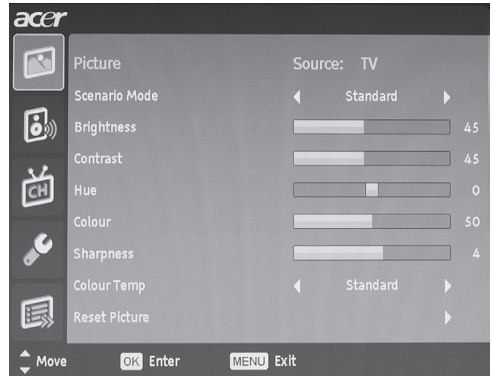 acer
Picture Source: TV
Scenario Mode Standard
Brightness 45
Contrast 45
Hue 0
Colour 50
Sharpness 4
Colour Temp Standard
Reset Picture
CH
Move OK Enter MENU Exit